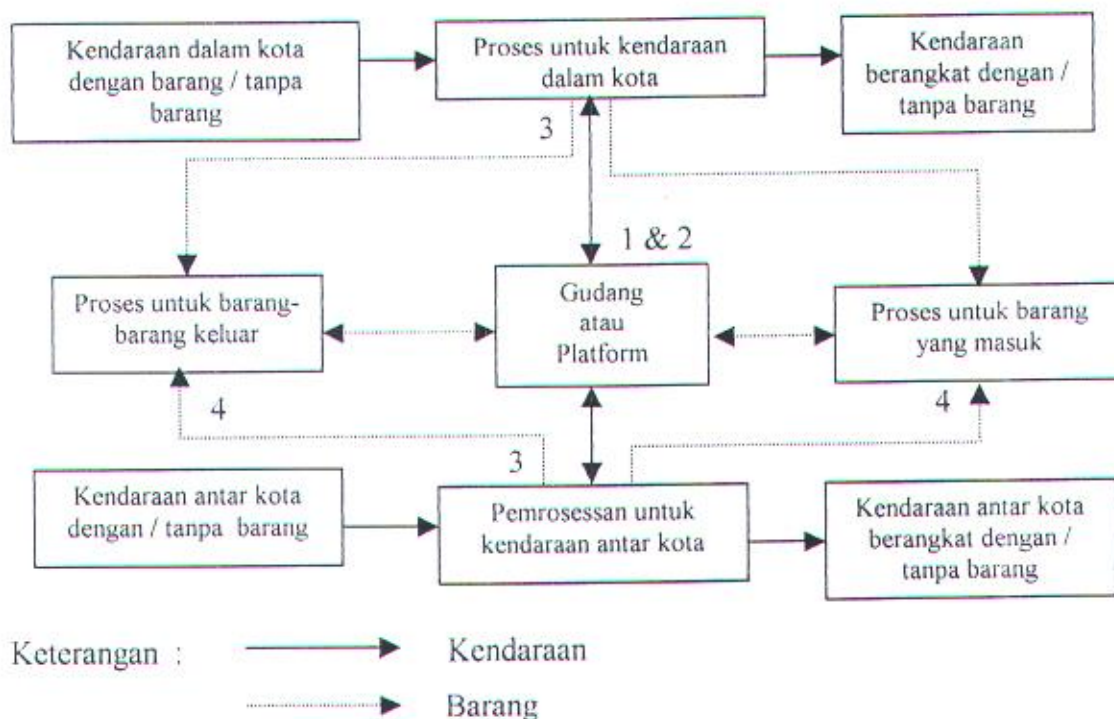 Kendaraan dalam kota
dengan barang / tanpa
barang
Proses untuk kendaraan
dalam kota
Kendaraan
berangkat dengan /
tanpa barang
3
1 & 2
Proses untuk barang-
barang keluar
Gudang
atau
Platform
Proses untuk barang
yang masuk
4
3
4
Kendaraan antar kota
dengan / tanpa barang
Pemrosessan untuk
kendaraan antar kota
Kendaraan antar kota
berangkat dengan /
tanpa barang
Keterangan :
Kendaraan
Barang